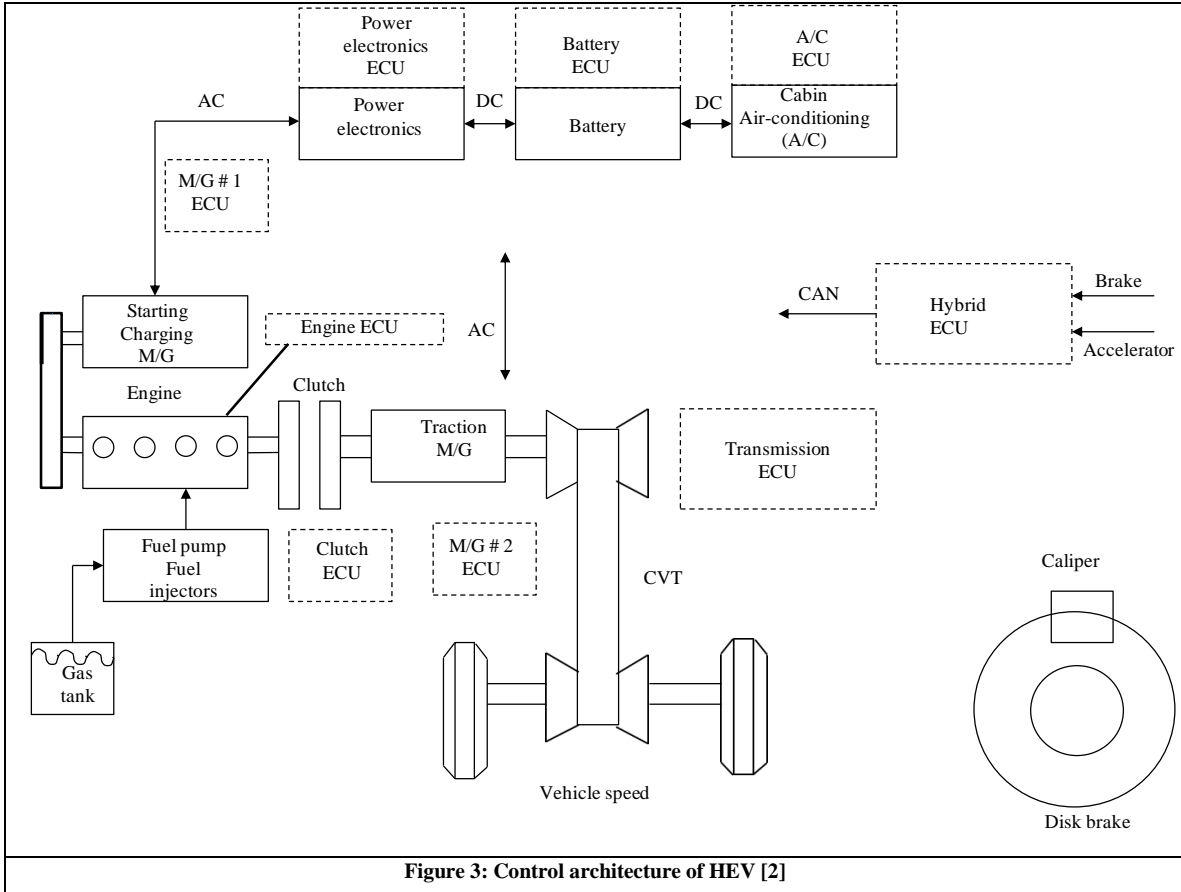 Power
electronics
ECU
Battery
ECU
A/C
ECU
AC
Power
electronics
DC
Battery
DC
Cabin
Air-conditioning
(A/C)
M/G # 1
ECU
Starting
Charging
M/G
Engine ECU
AC
CAN
Hybrid
ECU
Brake
Accelerator
Engine
Clutch
Traction
M/G
Transmission
ECU
Fuel pump
Fuel
injectors
Clutch
ECU
M/G # 2
ECU
CVT
Caliper
Gas
tank
Vehicle speed
Disk brake
Figure 3: Control architecture of HEV [2]